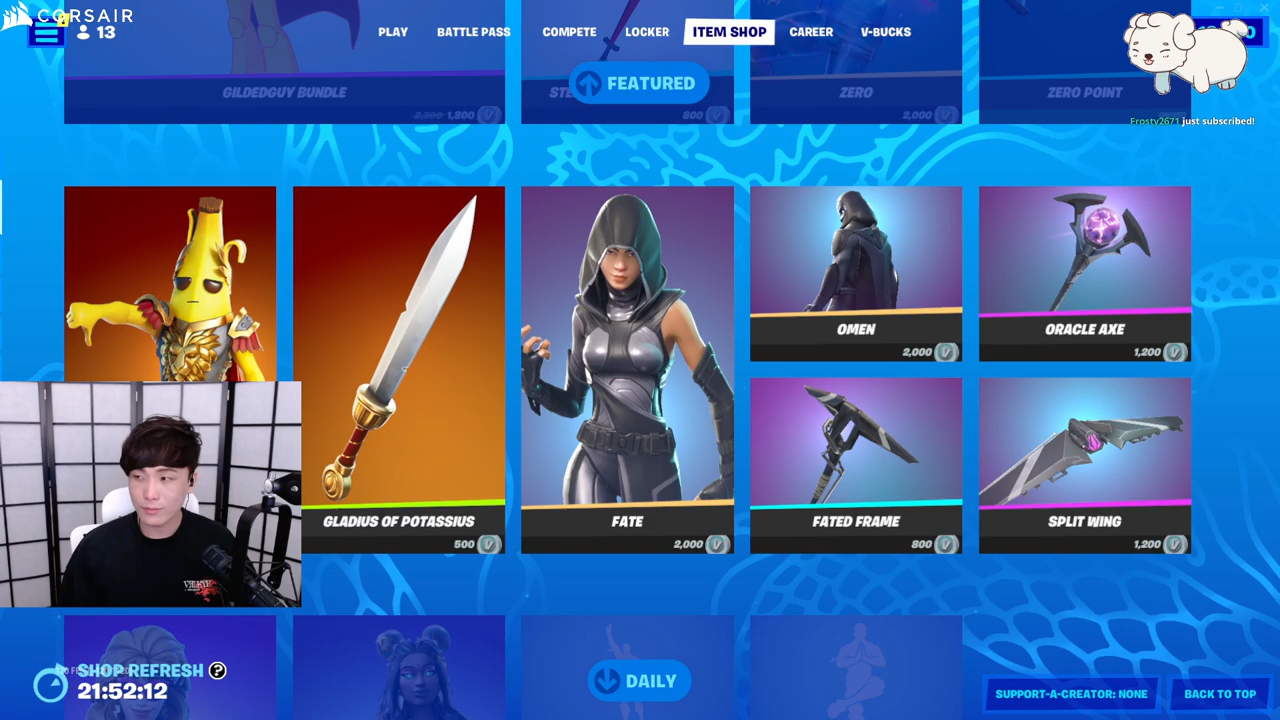 CORSAIR
13
PLAY
BATTLE PASS
COMPETE
LOCKER
ITEM SHOP
CAREER
V-BUCKS
FEATURED
GILDEDGUY BUNDLE
1,800
800
ZERO
2,000
ZERO POINT
Frosty2671 just subscribed!
OMEN
2,000
ORACLE AXE
1,200
GLADIUS OF POTASSIUS
500
FATE
2,000
FATED FRAME
800
SPLIT WING
1,200
SHOP REFRESH ?
21:52:12
DAILY
SUPPORT-A-CREATOR: NONE
BACK TO TOP